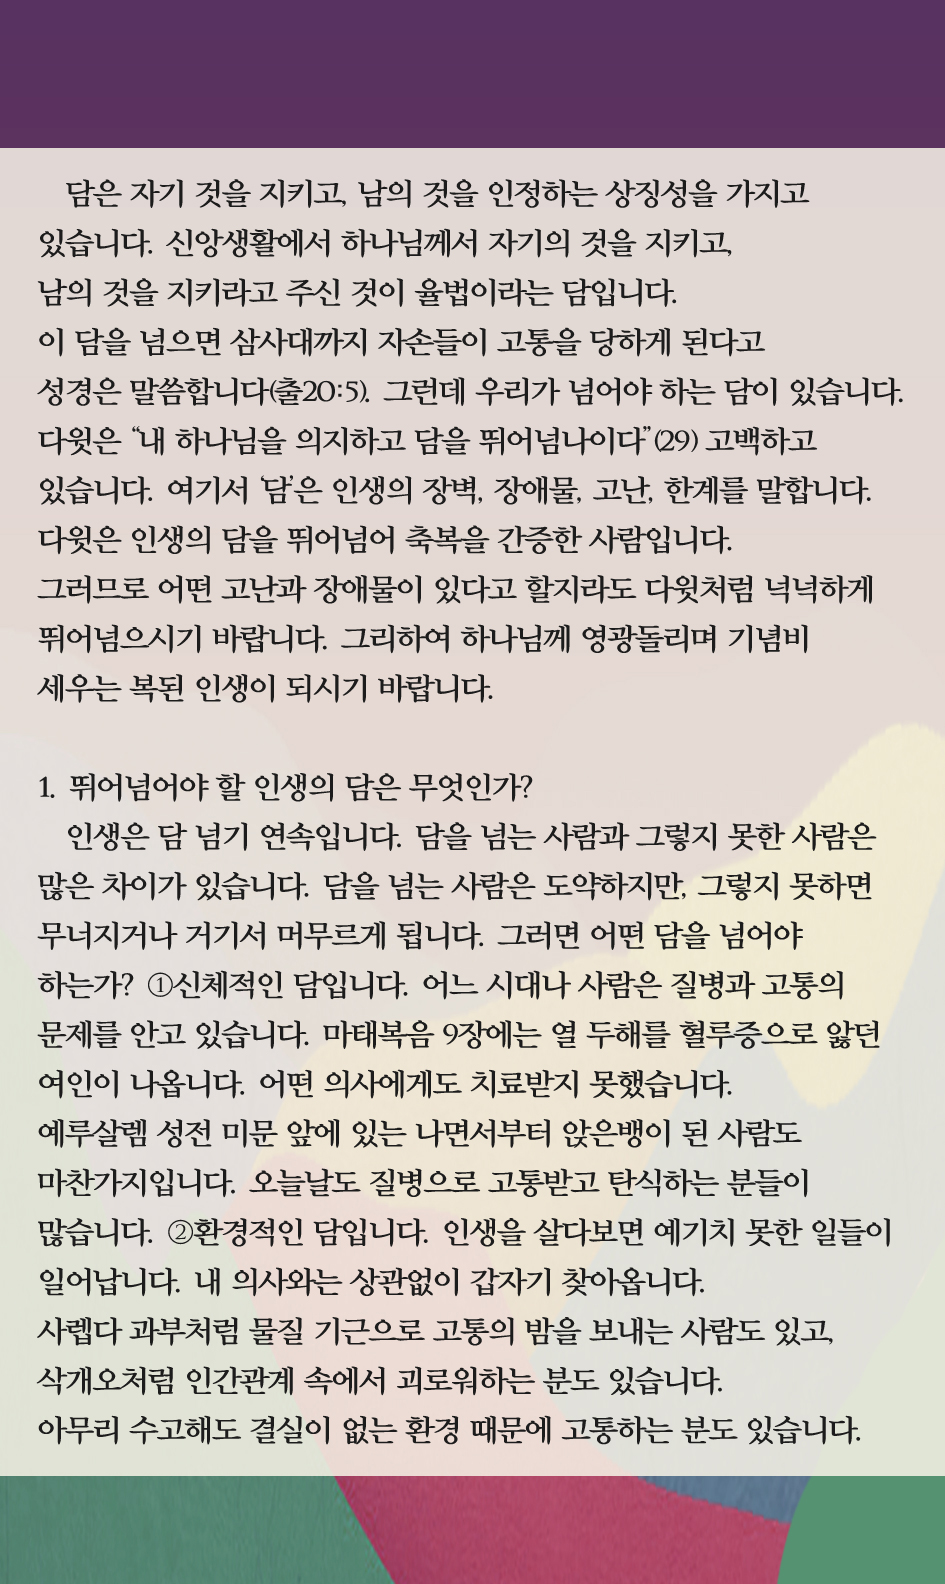 담은 자기 것을 지키고, 남의 것을 인정하는 상징성을 가지고
있습니다. 신앙생활에서 하나님께서 자기의 것을 지키고,
남의 것을 지키라고 주신 것이 율법이라는 담입니다.
이 담을 넘으면 삼사대까지 자손들이 고통을 당하게 된다고
성경은 말씀합니다(출20:5). 그런데 우리가 넘어야 하는 담이 있습니다.
다윗은 “내 하나님을 의지하고 담을 뛰어넘나이다”(29) 고백하고
있습니다. 여기서 ‘담’은 인생의 장벽, 장애물, 고난, 한계를 말합니다.
다윗은 인생의 담을 뛰어넘어 축복을 간증한 사람입니다.
그러므로 어떤 고난과 장애물이 있다고 할지라도 다윗처럼 넉넉하게
뛰어넘으시기 바랍니다. 그리하여 하나님께 영광돌리며 기념비
세우는 복된 인생이 되시기 바랍니다.
1. 뛰어넘어야 할 인생의 담은 무엇인가?
인생은 담 넘기 연속입니다. 담을 넘는 사람과 그렇지 못한 사람은
많은 차이가 있습니다. 담을 넘는 사람은 도약하지만, 그렇지 못하면
무너지거나 거기서 머무르게 됩니다. 그러면 어떤 담을 넘어야
하는가? ①신체적인 담입니다. 어느 시대나 사람은 질병과 고통의
문제를 안고 있습니다. 마태복음 9장에는 열 두해를 혈루증으로 앓던
여인이 나옵니다. 어떤 의사에게도 치료받지 못했습니다.
예루살렘 성전 미문 앞에 있는 나면서부터 앉은뱅이 된 사람도
마찬가지입니다. 오늘날도 질병으로 고통받고 탄식하는 분들이
많습니다. ②환경적인 담입니다. 인생을 살다보면 예기치 못한 일들이
일어납니다. 내 의사와는 상관없이 갑자기 찾아옵니다.
사렙다 과부처럼 물질 기근으로 고통의 밤을 보내는 사람도 있고,
삭개오처럼 인간관계 속에서 괴로워하는 분도 있습니다.
아무리 수고해도 결실이 없는 환경 때문에 고통하는 분도 있습니다.